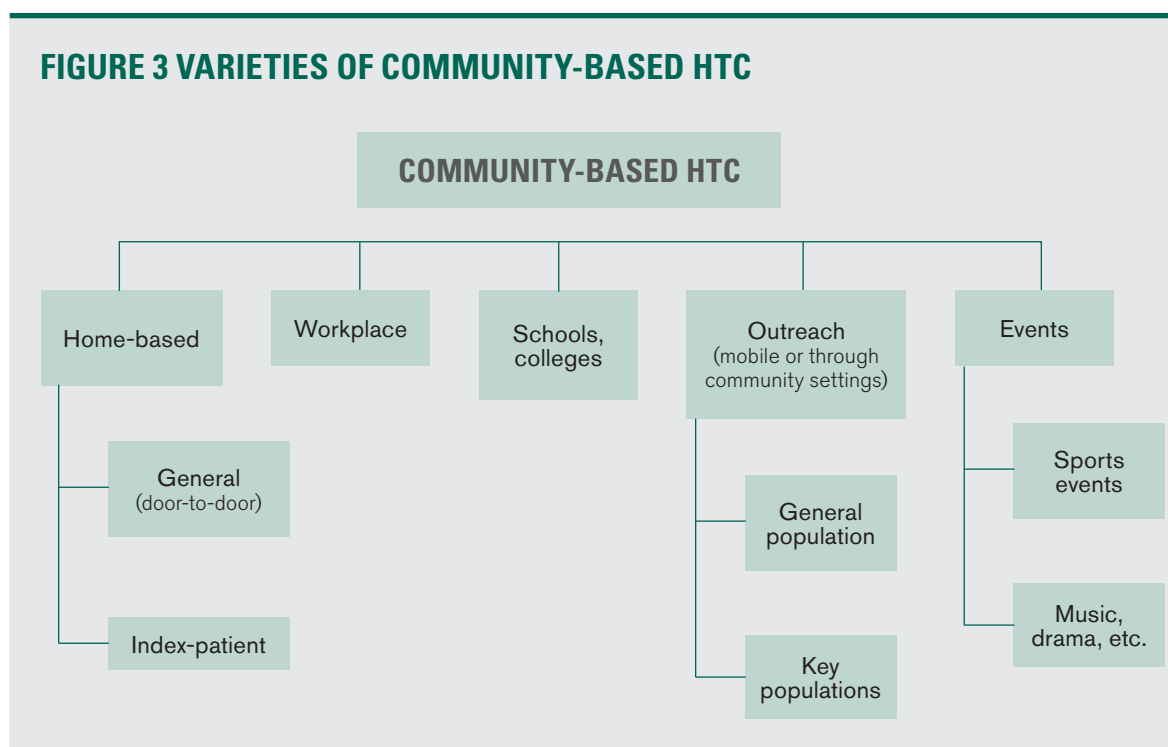 FIGURE 3 VARIETIES OF COMMUNITY-BASED HTC
COMMUNITY-BASED HTC
Home-based
Workplace
Schools,
colleges
Outreach
(mobile or through
community settings)
Events
General
(door-to-door)
Index-patient
General
population
Key
populations
Sports
events
Music,
drama, etc.